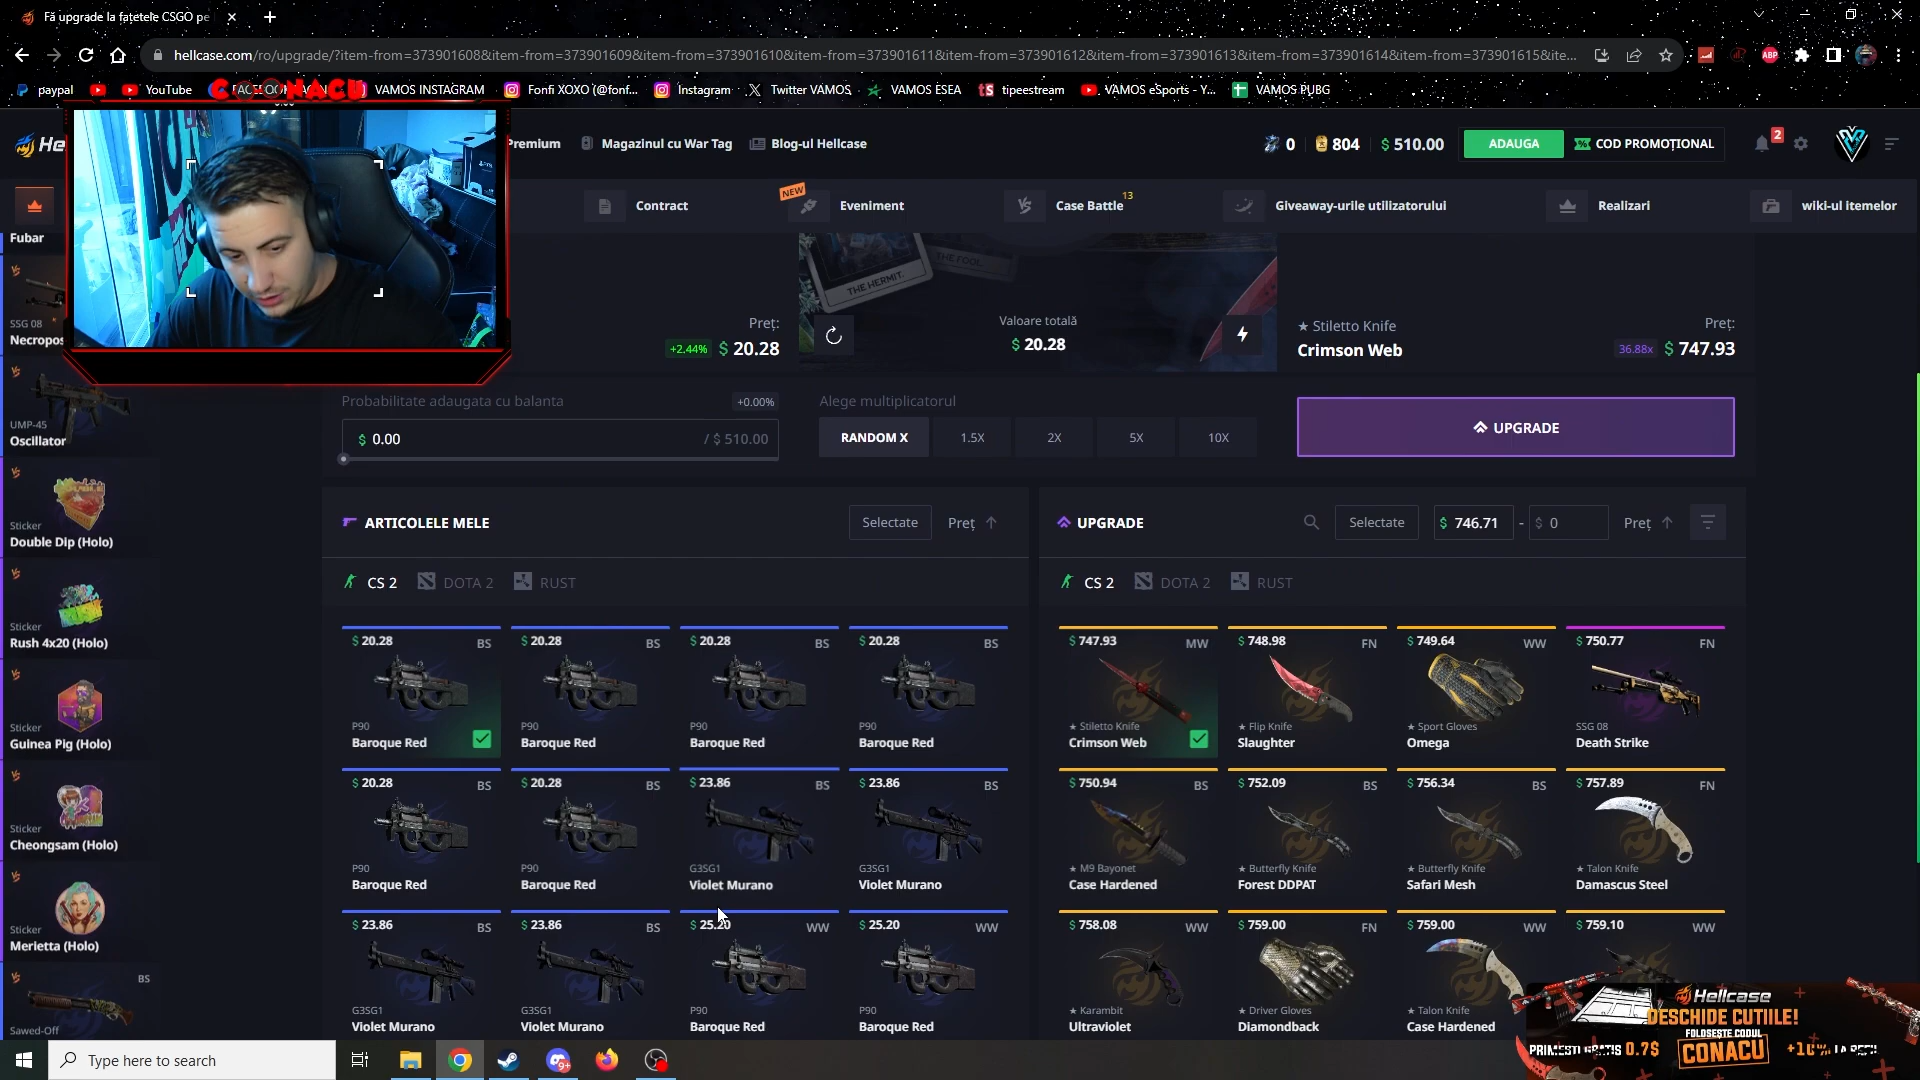 Fă upgrade la fațetele CSGO pe
hellcase.com/ro/upgrade/?item-from=373901608&item-from=373901609&item-from=373901610&item-from=373901611&item-from=373901612&item-from=373901613&item-from=373901614&item-from=373901615&ite...
paypal YouTube VAMOS INSTAGRAM Fonfi XOXO (@fonf... Instagram Twitter VAMOS VAMOS ESEA tipeestream VAMOS eSports - Y... VAMOS PUBG
Premium Magazinul cu War Tag Blog-ul Hellcase 0 804 $ 510.00 ADAUGA COD PROMOȚIONAL 2
Contract NEW Eveniment Case Battle 13 Giveaway-urile utilizatorului Realizari wiki-ul itemelor
Fubar
SSG 08
Necropos
UMP-45
Oscillator
Sticker
Double Dip (Holo)
Sticker
Rush 4x20 (Holo)
Sticker
Guinea Pig (Holo)
Sticker
Cheongsam (Holo)
Sticker
Merietta (Holo)
BS
Sawed-Off
THE HERMIT.
THE FOOL.
Preț:
+2.44% $ 20.28
Valoare totală
$ 20.28
★ Stiletto Knife Preț:
Crimson Web 36.88x $ 747.93
Probabilitate adaugata cu balanta +0.00%
$ 0.00 / $ 510.00
Alege multiplicatorul
RANDOM X 1.5X 2X 5X 10X
UPGRADE
ARTICOLELE MELE Selectate Preț
CS 2 DOTA 2 RUST
$ 20.28 BS $ 20.28 BS $ 20.28 BS $ 20.28 BS
P90 P90 P90 P90
Baroque Red Baroque Red Baroque Red Baroque Red
$ 20.28 BS $ 20.28 BS $ 23.86 BS $ 23.86 BS
P90 P90 G3SG1 G3SG1
Baroque Red Baroque Red Violet Murano Violet Murano
$ 23.86 BS $ 23.86 BS $ 25.20 WW $ 25.20 WW
G3SG1 G3SG1 P90 P90
Violet Murano Violet Murano Baroque Red Baroque Red
UPGRADE Selectate $ 746.71 - $ 0 Preț
CS 2 DOTA 2 RUST
$ 747.93 MW $ 748.98 FN $ 749.64 WW $ 750.77 FN
★ Stiletto Knife ★ Flip Knife ★ Sport Gloves SSG 08
Crimson Web Slaughter Omega Death Strike
$ 750.94 BS $ 752.09 BS $ 756.34 BS $ 757.89 FN
★ M9 Bayonet ★ Butterfly Knife ★ Butterfly Knife ★ Talon Knife
Case Hardened Forest DDPAT Safari Mesh Damascus Steel
$ 758.08 WW $ 759.00 FN $ 759.00 WW $ 759.10 WW
★ Karambit ★ Driver Gloves ★ Talon Knife
Ultraviolet Diamondback Case Hardened
Hellcase
DESCHIDE CUTIILE!
FOLOSEȘTE CODUL
PRIMEȘTI GRATIS 0.7$ CONACU
Type here to search